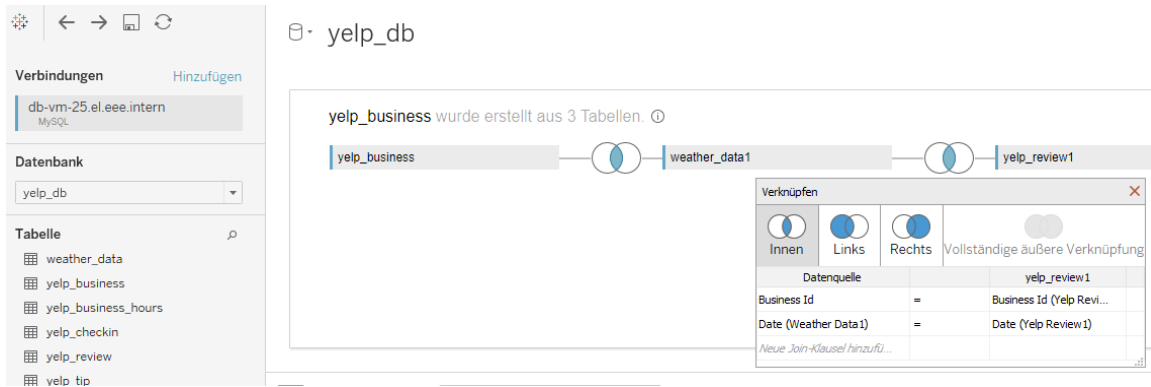 yelp_db
Verbindungen Hinzufügen
db-vm-25.el.eee.intern
MySQL
Datenbank
yelp_db
Tabelle
weather_data
yelp_business
yelp_business_hours
yelp_checkin
yelp_review
yelp_tip
yelp_business wurde erstellt aus 3 Tabellen.
yelp_business weather_data1 yelp_review1
Verknüpfen
Innen Links Rechts Vollständige äußere Verknüpfung
Datenquelle yelp_review1
Business Id = Business Id (Yelp Revi...
Date (Weather Data1) = Date (Yelp Review1)
Neue Join-Klausel hinzufü...